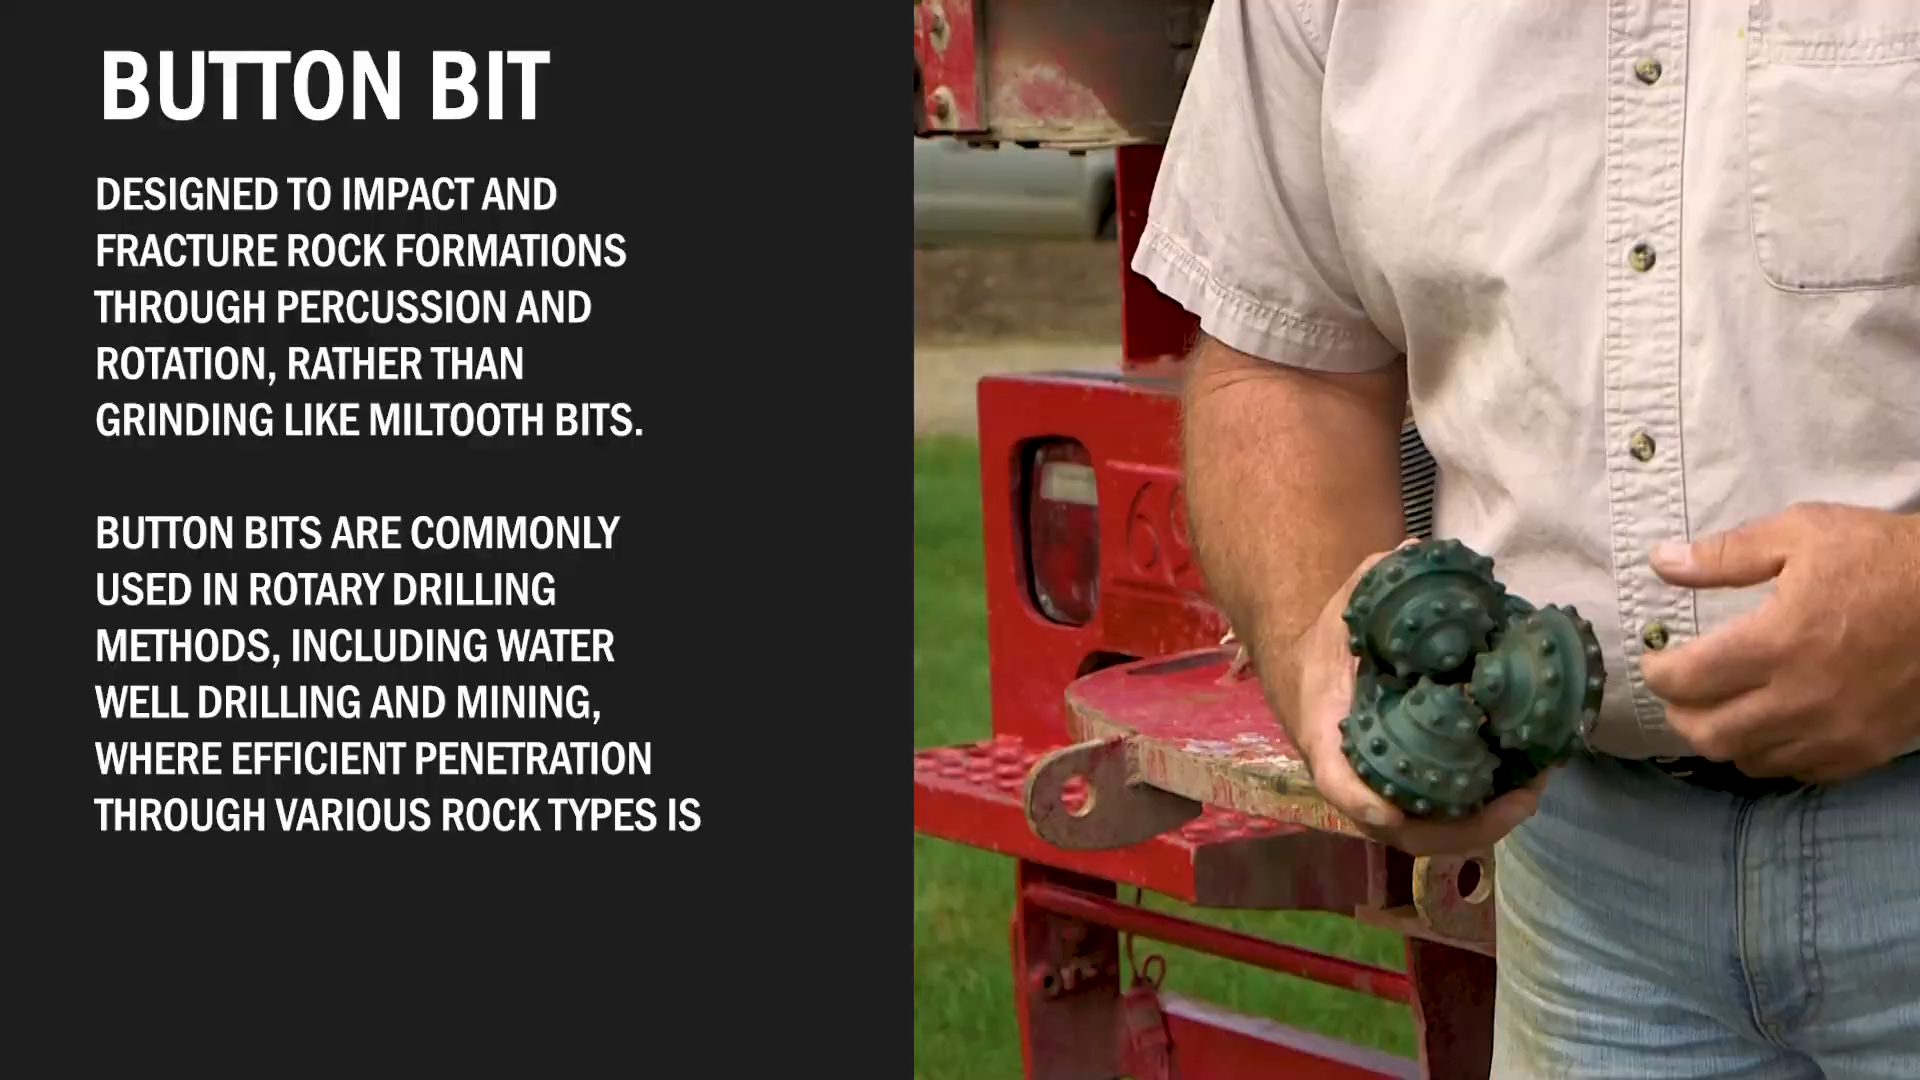 BUTTON BIT
DESIGNED TO IMPACT AND
FRACTURE ROCK FORMATIONS
THROUGH PERCUSSION AND
ROTATION, RATHER THAN
GRINDING LIKE MILTOOTH BITS.
BUTTON BITS ARE COMMONLY
USED IN ROTARY DRILLING
METHODS, INCLUDING WATER
WELL DRILLING AND MINING,
WHERE EFFICIENT PENETRATION
THROUGH VARIOUS ROCK TYPES IS